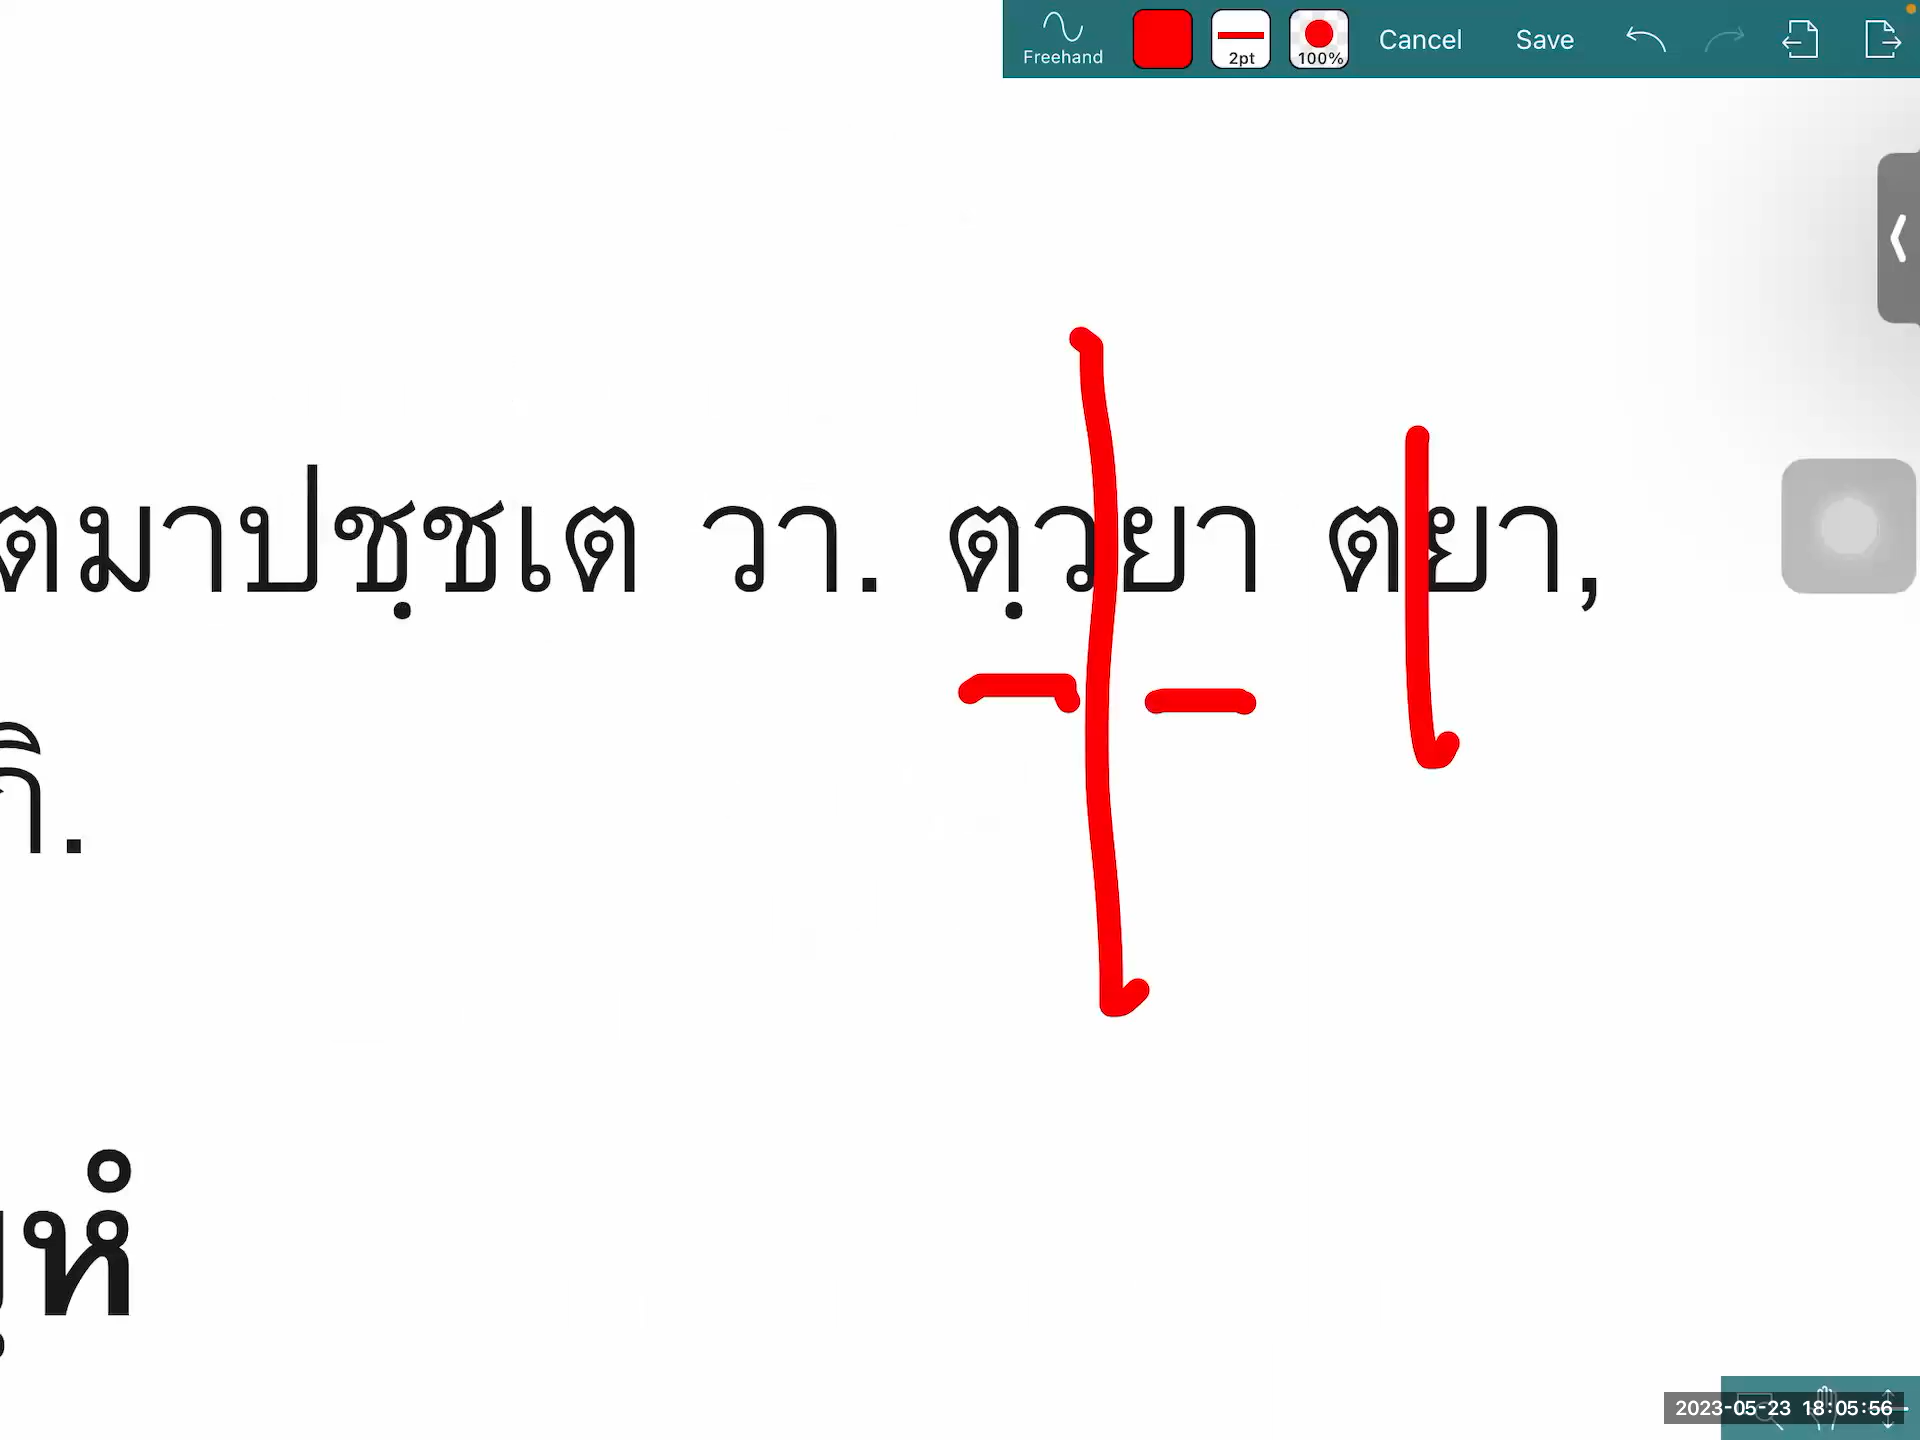 Freehand 2pt 100% Cancel Save
ตมาปชฺชเต วา. ตฺวยา ตยา,
กิ.
หํ
2023-05-23 18:05:56